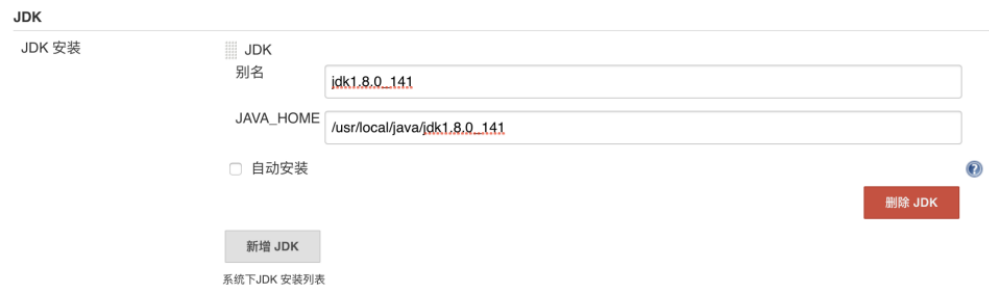 JDK
JDK 安装
JDK
别名
jdk1.8.0_141
JAVA_HOME
/usr/local/java/jdk1.8.0_141
自动安装
?
删除 JDK
新增 JDK
系统下JDK 安装列表